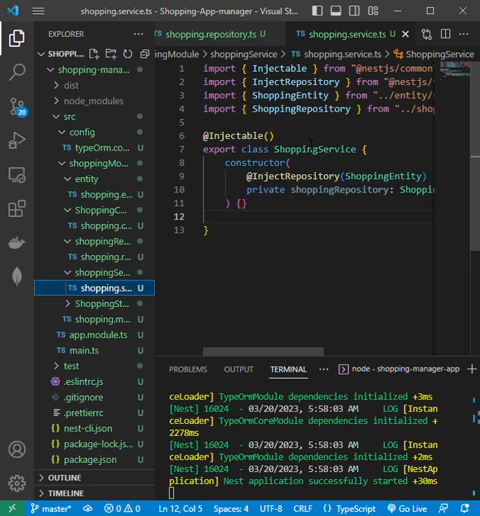 shopping.service.ts - Shopping-App-manager - Visual St
EXPLORER
SHOPPI...
shopping-mana...
dist
node_modules
src
config
typeOrm.co... U
shoppingMo...
entity
shopping.e... U
ShoppingC...
shopping.c... U
shoppingRe...
shopping.r... U
shoppingSe...
shopping.s... U
ShoppingSt...
shopping.m... U
app.module.ts U
main.ts U
test
.eslintrc.js U
.gitignore U
.prettierrc U
nest-cli.json U
package-lock.js... U
package.json U
OUTLINE
TIMELINE
20
shopping.repository.ts U
shopping.service.ts U
ingModule > shoppingService > shopping.service.ts > ShoppingService
1 import { Injectable } from "@nestjs/common
2 import { InjectRepository } from "@nestjs/
3 import { ShoppingEntity } from "../entity/
4 import { ShoppingRepository } from "../shop
5
6 @Injectable()
7 export class ShoppingService {
8 constructor(
9 @InjectRepository(ShoppingEntity)
10 private shoppingRepository: Shoppin
11 ) {}
12
13 }
PROBLEMS OUTPUT TERMINAL ... node - shopping-manager-app
ceLoader] TypeOrmModule dependencies initialized +3ms
[Nest] 16024 - 03/20/2023, 5:58:03 AM LOG [Instan
ceLoader] TypeOrmCoreModule dependencies initialized +
2278ms
[Nest] 16024 - 03/20/2023, 5:58:03 AM LOG [Instan
ceLoader] TypeOrmModule dependencies initialized +2ms
[Nest] 16024 - 03/20/2023, 5:58:03 AM LOG [NestAp
plication] Nest application successfully started +30ms
master* 0 0 Ln 12, Col 5 Spaces: 4 UTF-8 CRLF TypeScript Go Live